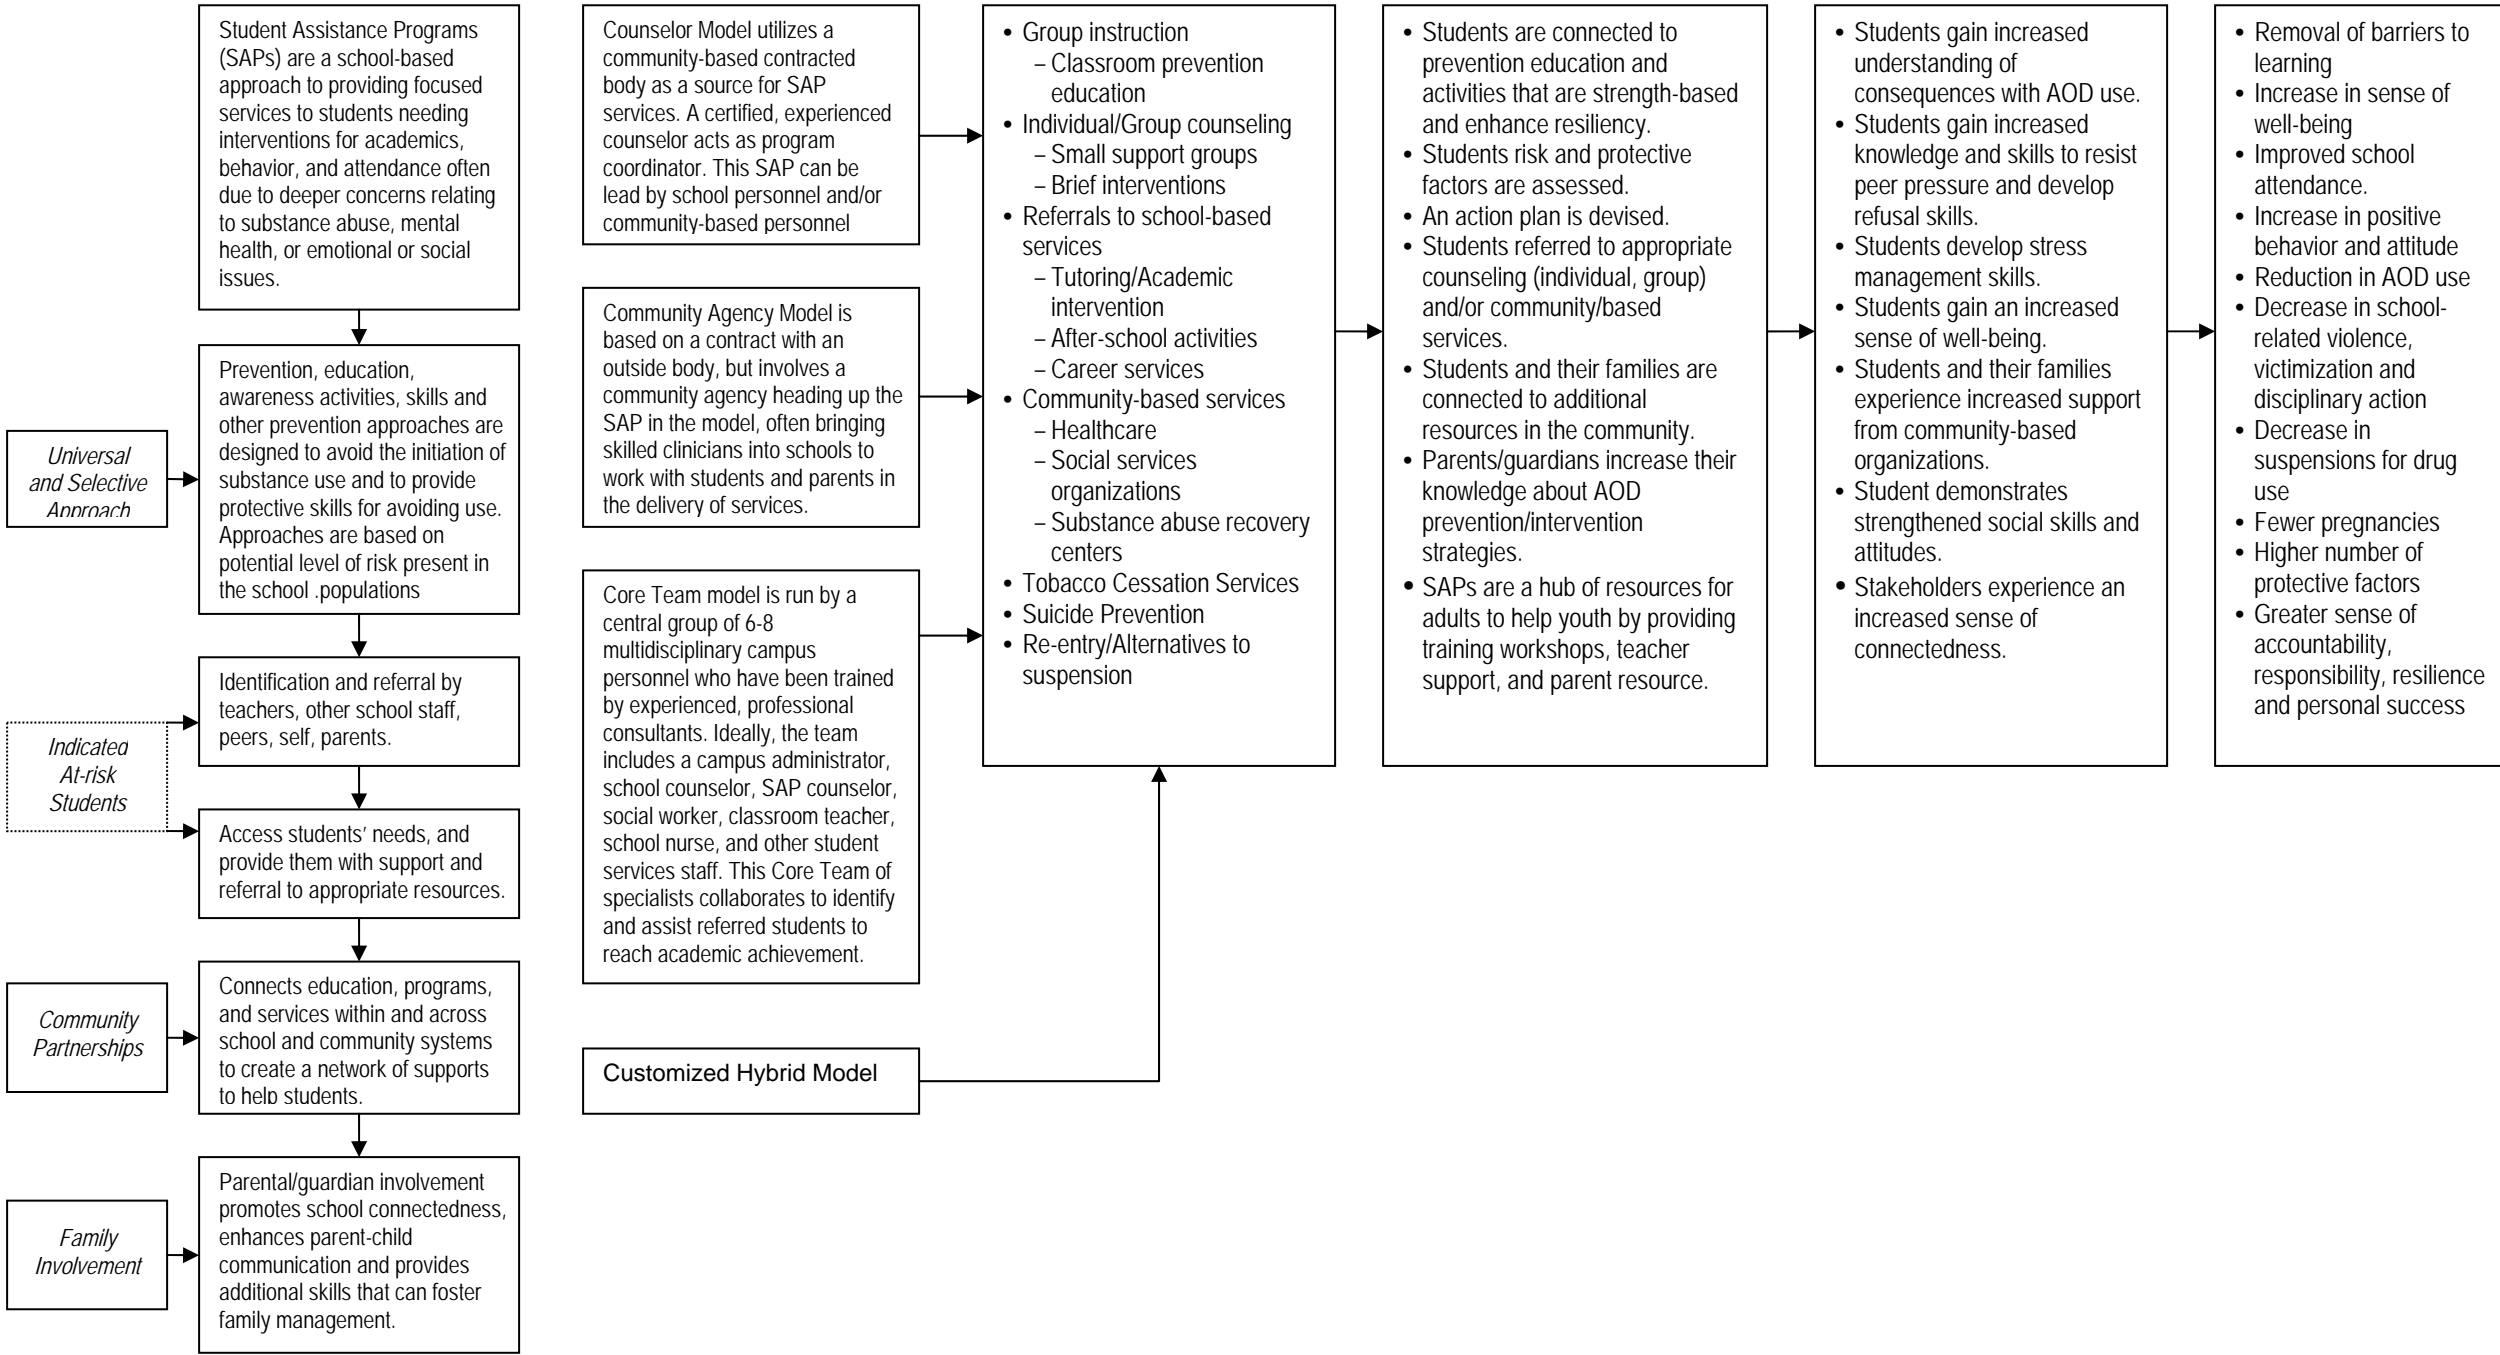 Student Assistance Programs
(SAPs) are a school-based
approach to providing focused
services to students needing
interventions for academics,
behavior, and attendance often
due to deeper concerns relating
to substance abuse, mental
health, or emotional or social
issues.
Universal
and Selective
Approach
Prevention, education,
awareness activities, skills and
other prevention approaches are
designed to avoid the initiation of
substance use and to provide
protective skills for avoiding use.
Approaches are based on
potential level of risk present in
the school .populations
Indicated
At-risk
Students
Identification and referral by
teachers, other school staff,
peers, self, parents.
Access students’ needs, and
provide them with support and
referral to appropriate resources.
Community
Partnerships
Connects education, programs,
and services within and across
school and community systems
to create a network of supports
to help students.
Family
Involvement
Parental/guardian involvement
promotes school connectedness,
enhances parent-child
communication and provides
additional skills that can foster
family management.
Counselor Model utilizes a
community-based contracted
body as a source for SAP
services. A certified, experienced
counselor acts as program
coordinator. This SAP can be
lead by school personnel and/or
community-based personnel
Community Agency Model is
based on a contract with an
outside body, but involves a
community agency heading up the
SAP in the model, often bringing
skilled clinicians into schools to
work with students and parents in
the delivery of services.
Core Team model is run by a
central group of 6-8
multidisciplinary campus
personnel who have been trained
by experienced, professional
consultants. Ideally, the team
includes a campus administrator,
school counselor, SAP counselor,
social worker, classroom teacher,
school nurse, and other student
services staff. This Core Team of
specialists collaborates to identify
and assist referred students to
reach academic achievement.
Customized Hybrid Model
• Group instruction
– Classroom prevention
education
• Individual/Group counseling
– Small support groups
– Brief interventions
• Referrals to school-based
services
– Tutoring/Academic
intervention
– After-school activities
– Career services
• Community-based services
– Healthcare
– Social services
organizations
– Substance abuse recovery
centers
• Tobacco Cessation Services
• Suicide Prevention
• Re-entry/Alternatives to
suspension
• Students are connected to
prevention education and
activities that are strength-based
and enhance resiliency.
• Students risk and protective
factors are assessed.
• An action plan is devised.
• Students referred to appropriate
counseling (individual, group)
and/or community/based
services.
• Students and their families are
connected to additional
resources in the community.
• Parents/guardians increase their
knowledge about AOD
prevention/intervention
strategies.
• SAPs are a hub of resources for
adults to help youth by providing
training workshops, teacher
support, and parent resource.
• Students gain increased
understanding of
consequences with AOD use.
• Students gain increased
knowledge and skills to resist
peer pressure and develop
refusal skills.
• Students develop stress
management skills.
• Students gain an increased
sense of well-being.
• Students and their families
experience increased support
from community-based
organizations.
• Student demonstrates
strengthened social skills and
attitudes.
• Stakeholders experience an
increased sense of
connectedness.
• Removal of barriers to
learning
• Increase in sense of
well-being
• Improved school
attendance.
• Increase in positive
behavior and attitude
• Reduction in AOD use
• Decrease in school-
related violence,
victimization and
disciplinary action
• Decrease in
suspensions for drug
use
• Fewer pregnancies
• Higher number of
protective factors
• Greater sense of
accountability,
responsibility, resilience
and personal success